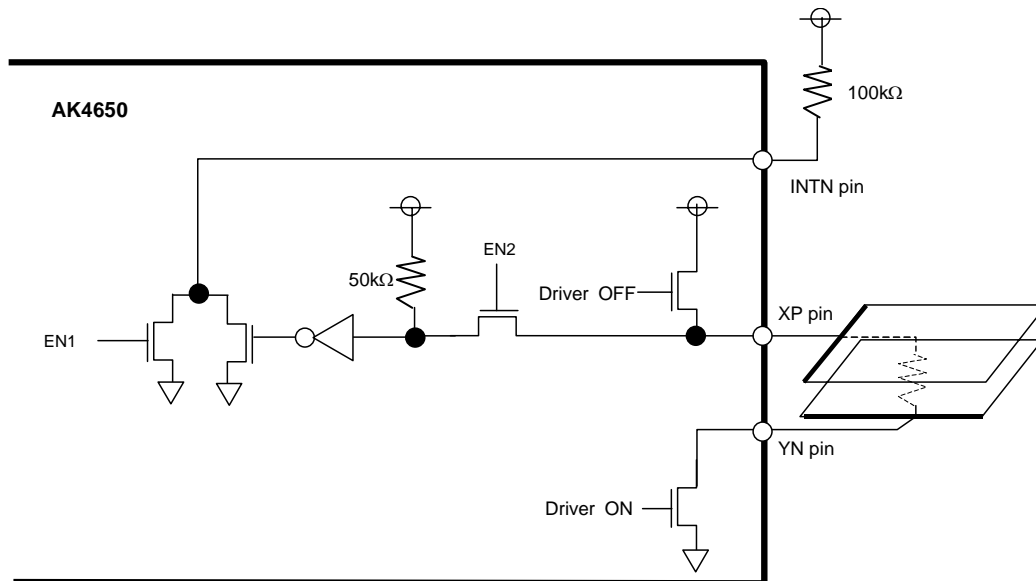 AK4650
100kΩ
INTN pin
EN2
50kΩ
Driver OFF
XP pin
EN1
YN pin
Driver ON